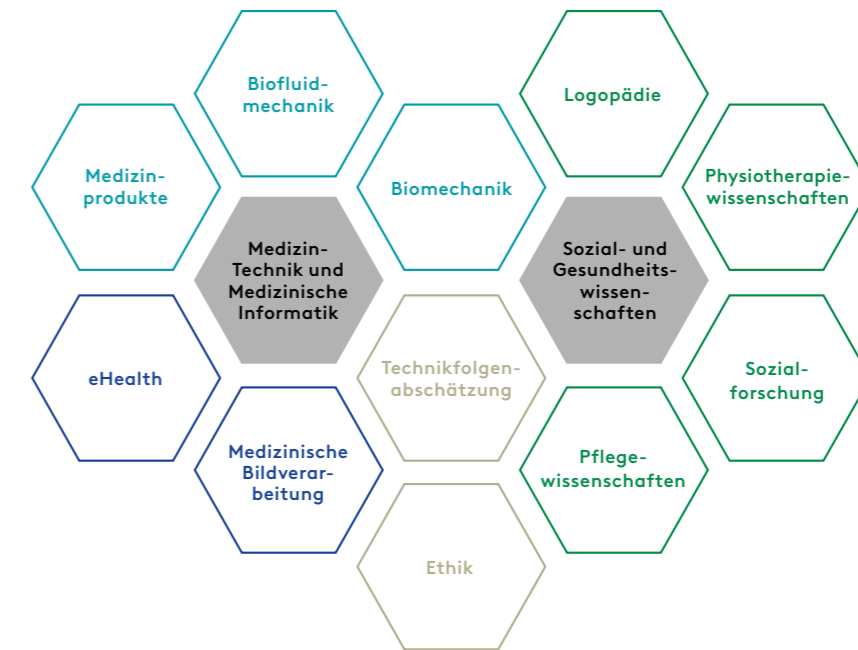 Biofluid-
mechanik
Logopädie
Medizin-
produkte
Biomechanik
Physiotherapie-
wissenschaften
Medizin-
Technik und
Medizinische
Informatik
Sozial- und
Gesundheits-
wissen-
schaften
eHealth
Technikfolgen-
abschätzung
Sozial-
forschung
Medizinische
Bildverar-
beitung
Pflege-
wissenschaften
Ethik